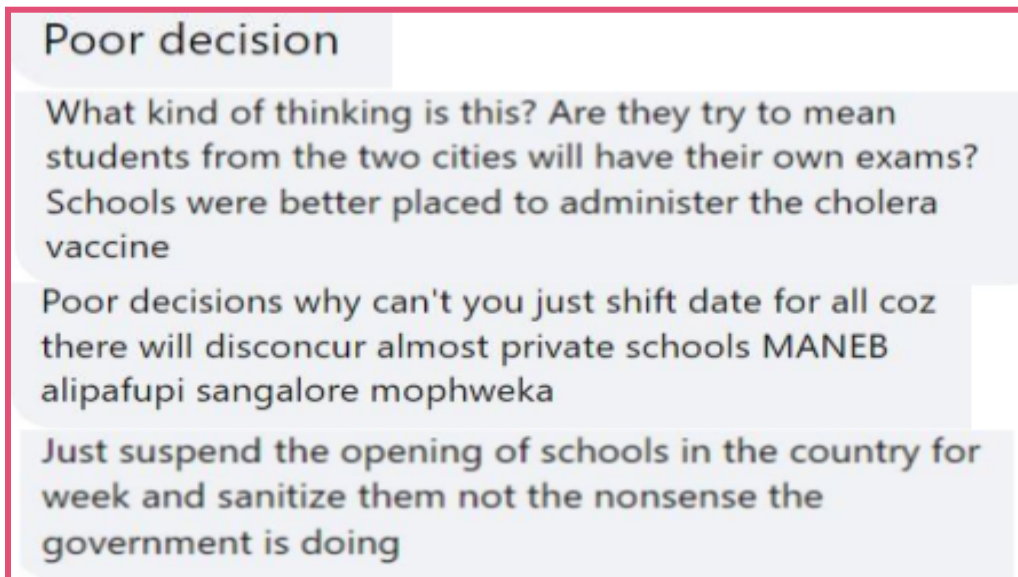 Poor decision
What kind of thinking is this? Are they try to mean
students from the two cities will have their own exams?
Schools were better placed to administer the cholera
vaccine
Poor decisions why can't you just shift date for all coz
there will disconcur almost private schools MANEB
alipafupi sangalore mophweka
Just suspend the opening of schools in the country for
week and sanitize them not the nonsense the
government is doing